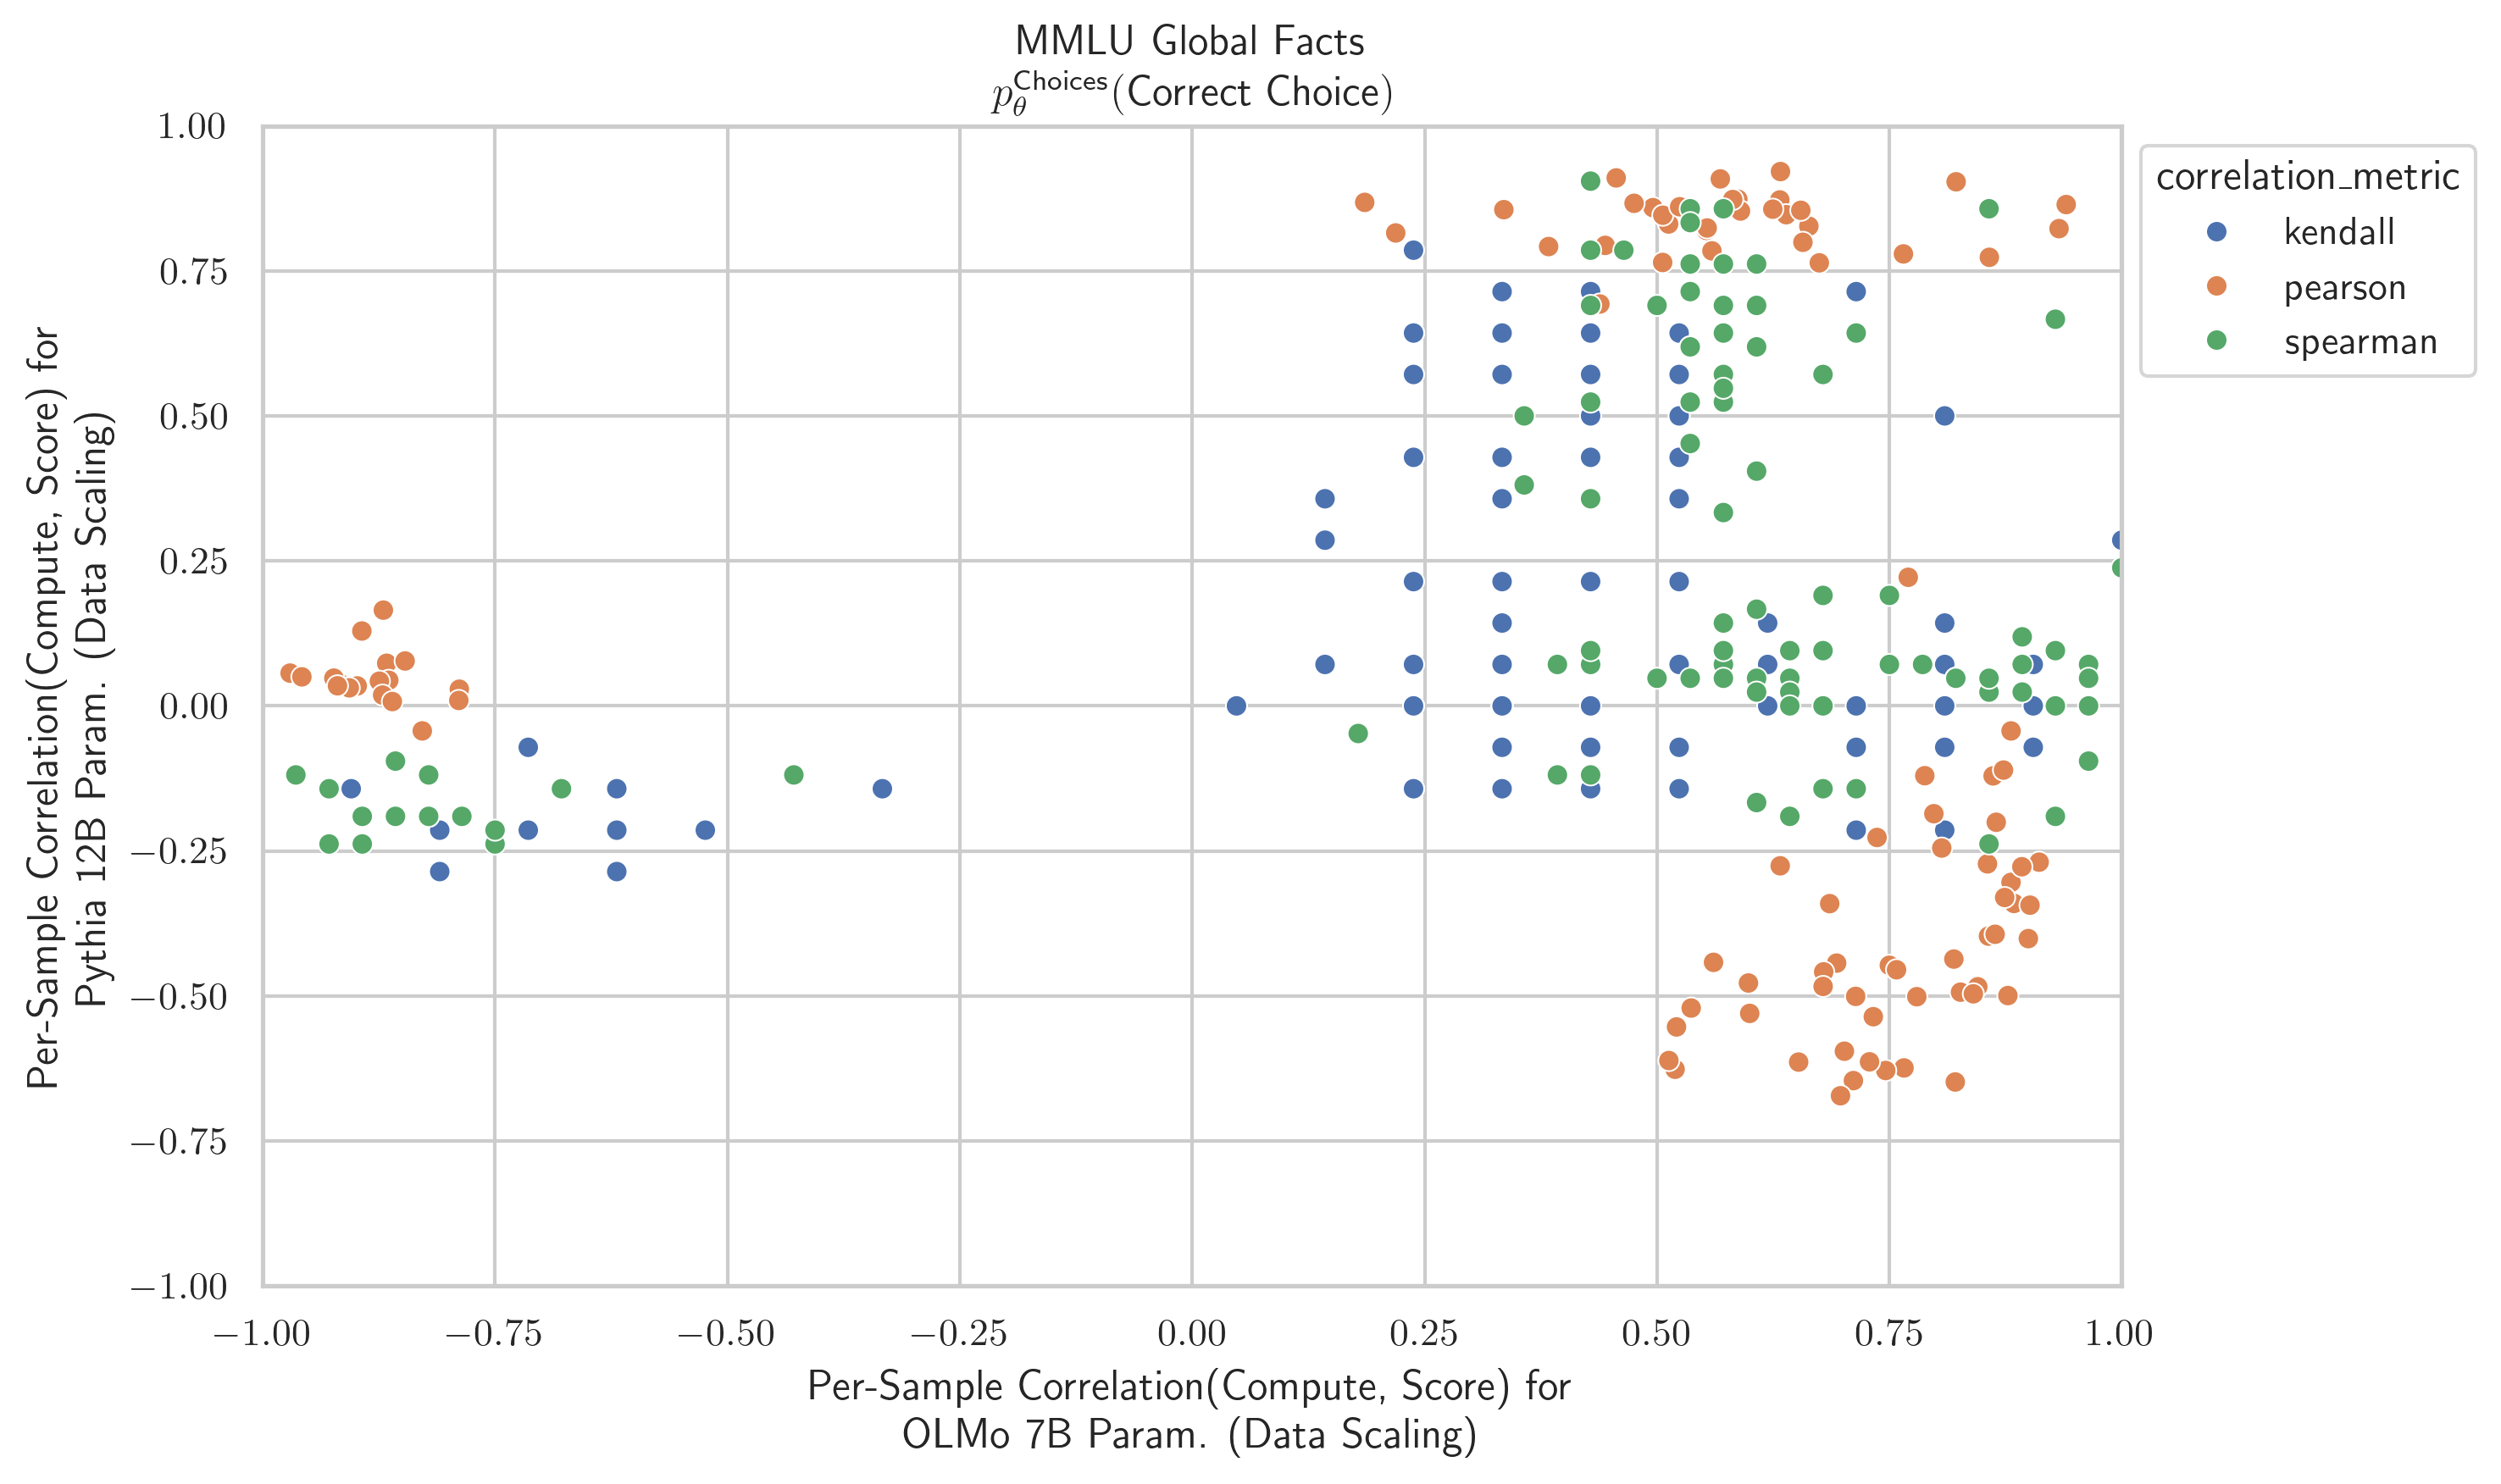 MMLU Global Facts
p_θ^Choices(Correct Choice)
1.00
0.75
0.50
0.25
0.00
−0.25
−0.50
−0.75
−1.00
Per-Sample Correlation(Compute, Score) for
Pythia 12B Param. (Data Scaling)
−1.00
−0.75
−0.50
−0.25
0.00
0.25
0.50
0.75
1.00
Per-Sample Correlation(Compute, Score) for
OLMo 7B Param. (Data Scaling)
correlation_metric
kendall
pearson
spearman